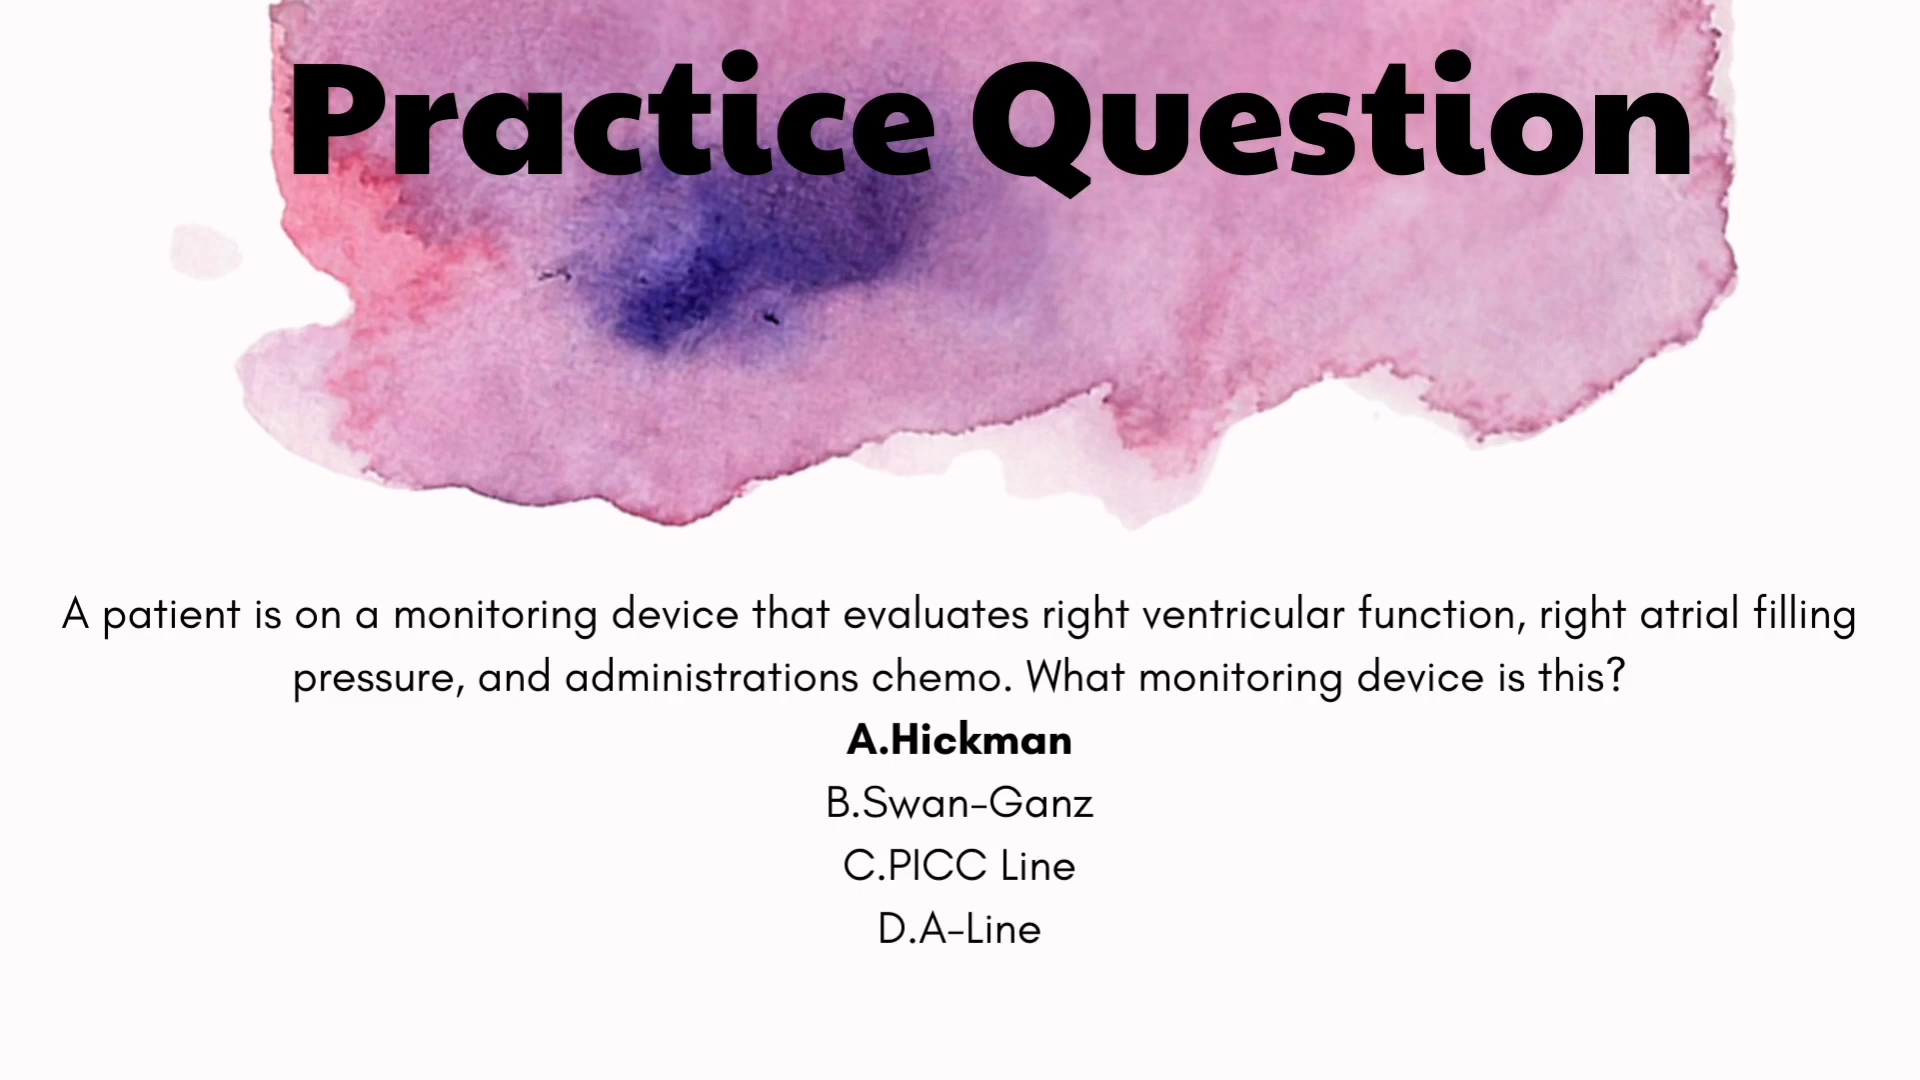 Practice Question
A patient is on a monitoring device that evaluates right ventricular function, right atrial filling
pressure, and administrations chemo. What monitoring device is this?
A.Hickman
B.Swan-Ganz
C.PICC Line
D.A-Line